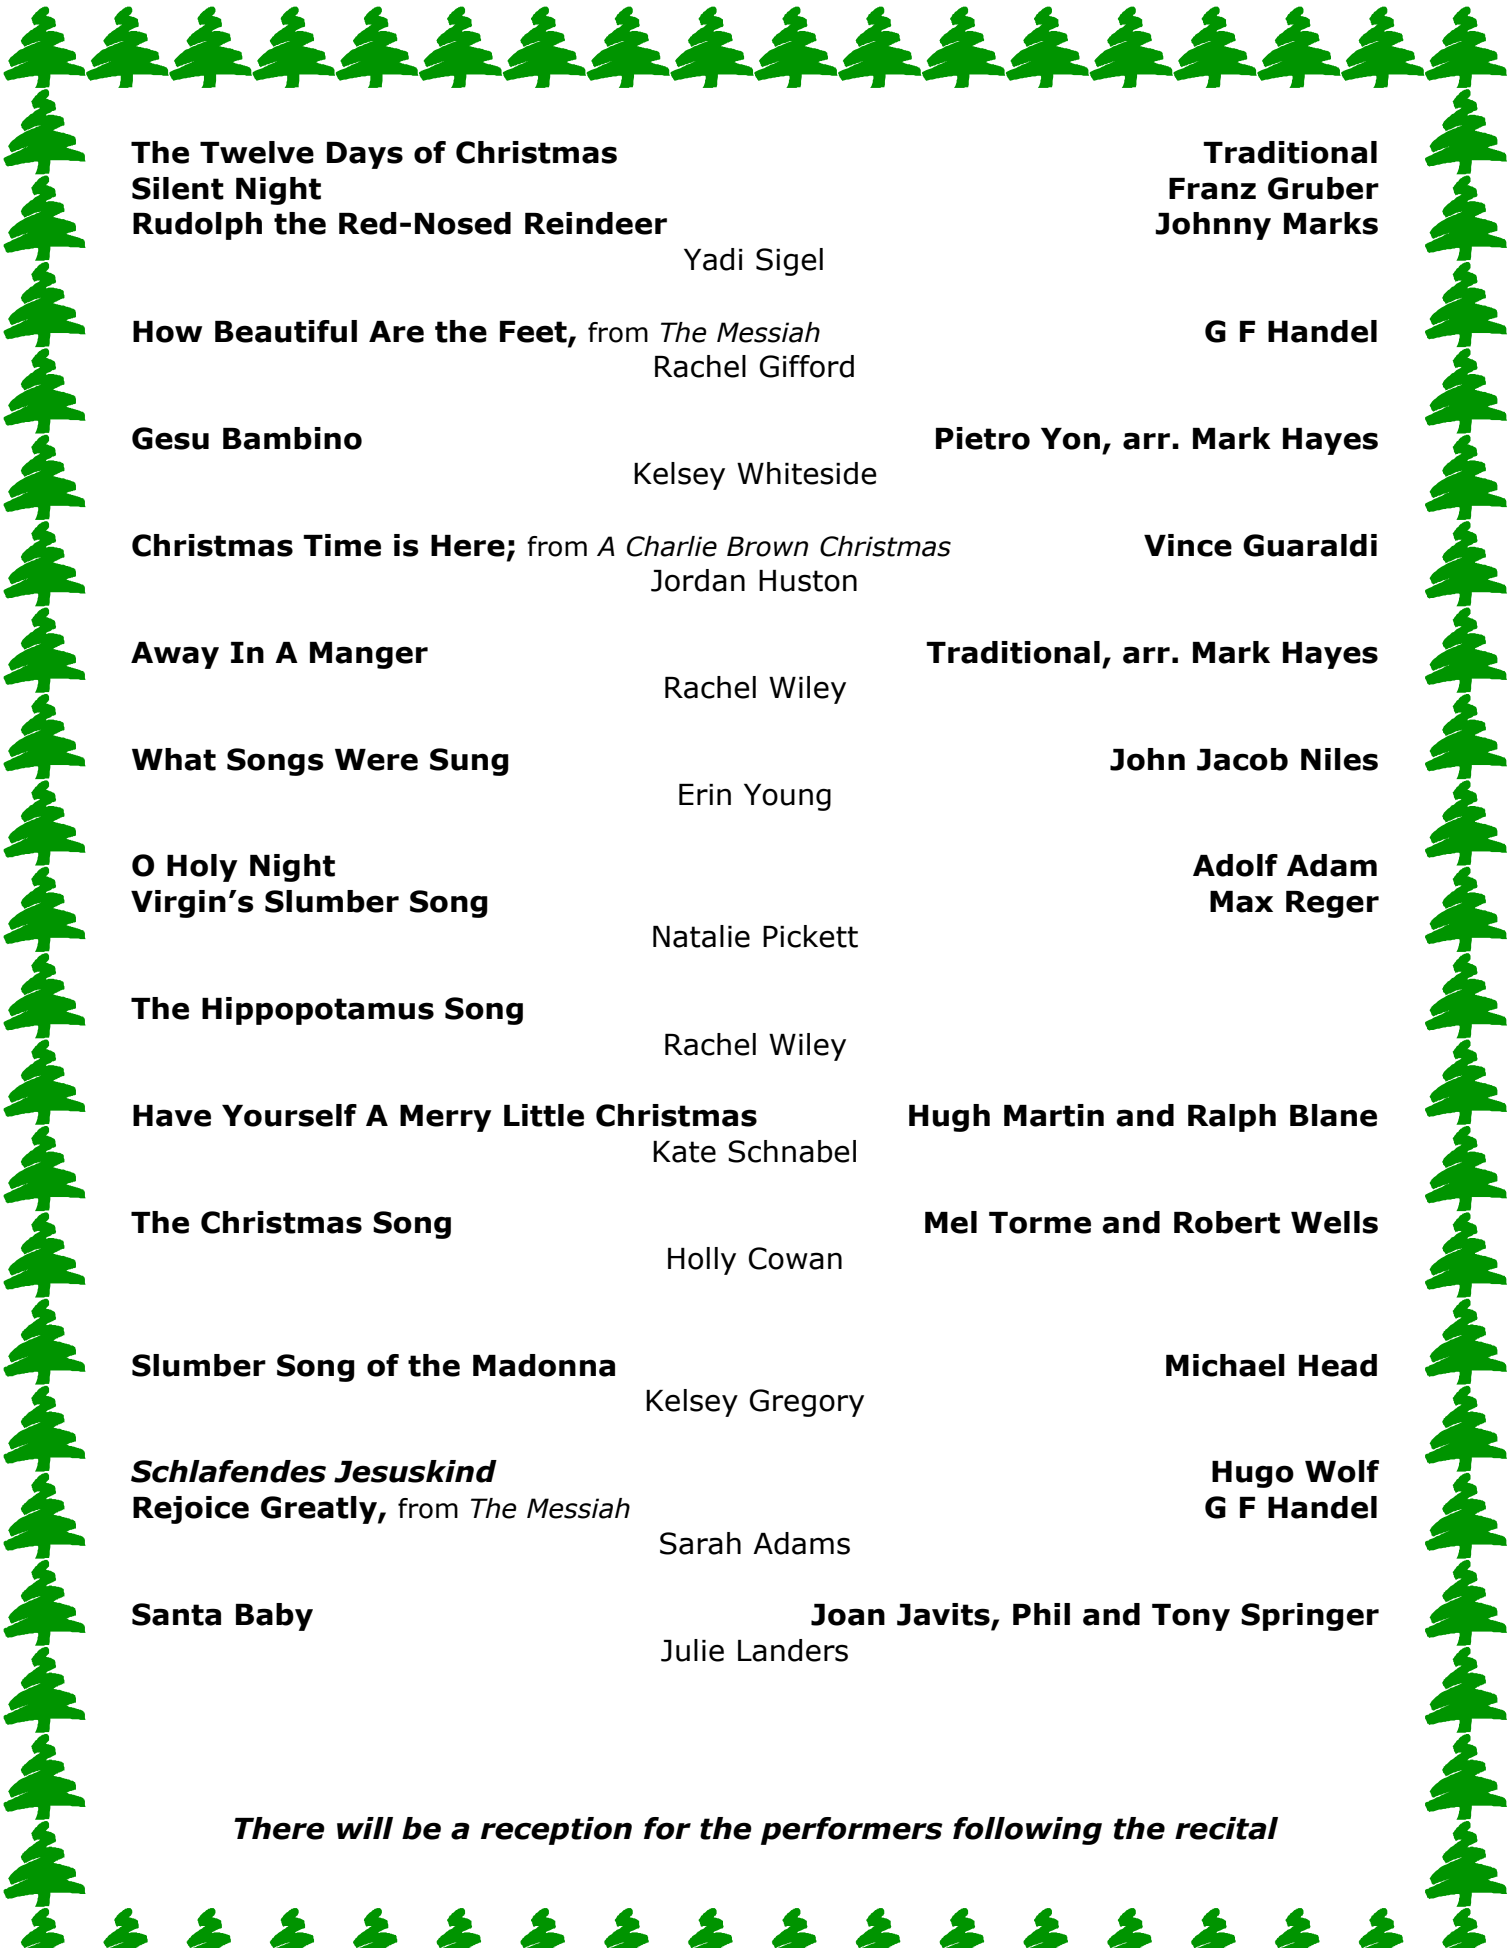 The Twelve Days of Christmas Traditional
Silent Night Franz Gruber
Rudolph the Red-Nosed Reindeer Johnny Marks
Yadi Sigel
How Beautiful Are the Feet, from The Messiah G F Handel
Rachel Gifford
Gesu Bambino Pietro Yon, arr. Mark Hayes
Kelsey Whiteside
Christmas Time is Here; from A Charlie Brown Christmas Vince Guaraldi
Jordan Huston
Away In A Manger Traditional, arr. Mark Hayes
Rachel Wiley
What Songs Were Sung John Jacob Niles
Erin Young
O Holy Night Adolf Adam
Virgin’s Slumber Song Max Reger
Natalie Pickett
The Hippopotamus Song
Rachel Wiley
Have Yourself A Merry Little Christmas Hugh Martin and Ralph Blane
Kate Schnabel
The Christmas Song Mel Torme and Robert Wells
Holly Cowan
Slumber Song of the Madonna Michael Head
Kelsey Gregory
Schlafendes Jesuskind Hugo Wolf
Rejoice Greatly, from The Messiah G F Handel
Sarah Adams
Santa Baby Joan Javits, Phil and Tony Springer
Julie Landers
There will be a reception for the performers following the recital